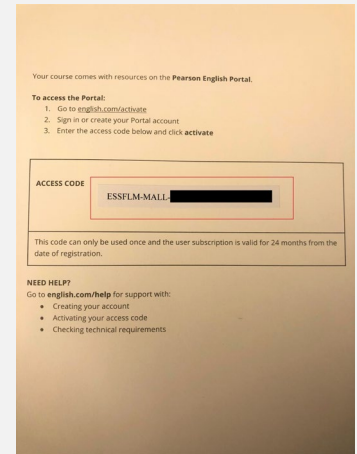 Your course comes with resources on the Pearson English Portal.
To access the Portal:
1. Go to english.com/activate
2. Sign in or create your Portal account
3. Enter the access code below and click activate
ACCESS CODE
ESSFLM-MALL-
This code can only be used once and the user subscription is valid for 24 months from the
date of registration.
NEED HELP?
Go to english.com/help for support with:
• Creating your account
• Activating your access code
• Checking technical requirements